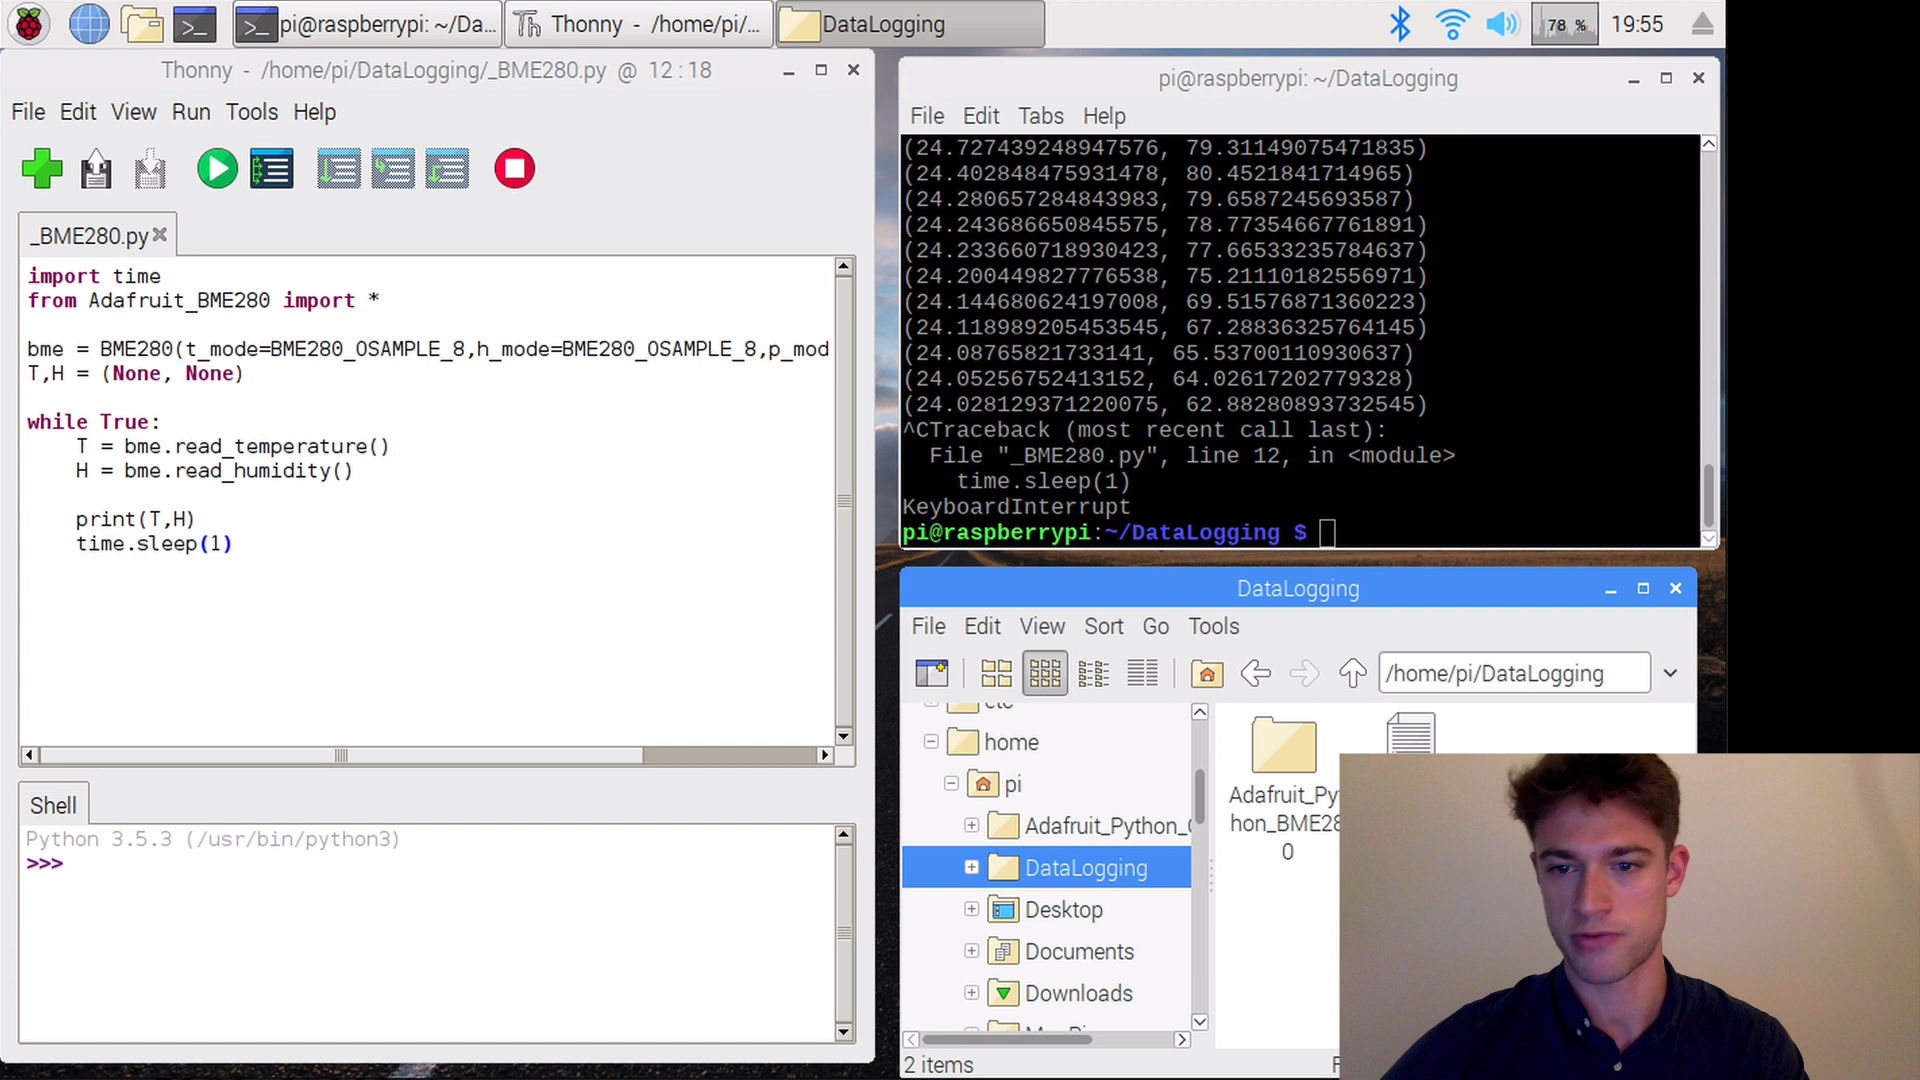 pi@raspberrypi: ~/Da...
Thonny - /home/pi/...
DataLogging
78 %
19:55
Thonny - /home/pi/DataLogging/_BME280.py @ 12:18
File Edit View Run Tools Help
_BME280.py
import time
from Adafruit_BME280 import *
bme = BME280(t_mode=BME280_OSAMPLE_8,h_mode=BME280_OSAMPLE_8,p_mod
T,H = (None, None)
while True:
T = bme.read_temperature()
H = bme.read_humidity()
print(T,H)
time.sleep(1)
Shell
Python 3.5.3 (/usr/bin/python3)
>>>
pi@raspberrypi: ~/DataLogging
File Edit Tabs Help
(24.727439248947576, 79.31149075471835)
(24.402848475931478, 80.4521841714965)
(24.280657284843983, 79.6587245693587)
(24.243686650845575, 78.77354667761891)
(24.233660718930423, 77.66533235784637)
(24.200449827776538, 75.21110182556971)
(24.144680624197008, 69.51576871360223)
(24.118989205453545, 67.28836325764145)
(24.08765821733141, 65.53700110930637)
(24.05256752413152, 64.02617202779328)
(24.028129371220075, 62.88280893732545)
^CTraceback (most recent call last):
File "_BME280.py", line 12, in <module>
time.sleep(1)
KeyboardInterrupt
pi@raspberrypi:~/DataLogging $
DataLogging
File Edit View Sort Go Tools
/home/pi/DataLogging
etc
home
pi
Adafruit_Python_
DataLogging
Desktop
Documents
Downloads
Adafruit_Py
hon_BME28
0
2 items